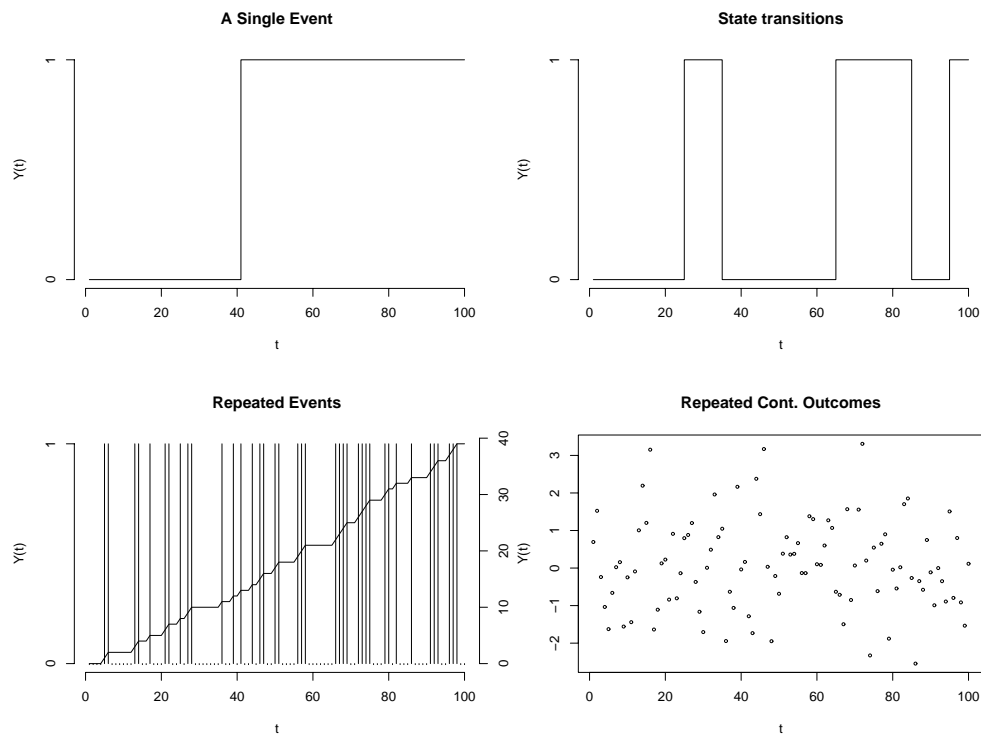 A Single Event
Y(t)
1
0
0 20 40 60 80 100
t
State transitions
Y(t)
1
0
0 20 40 60 80 100
t
Repeated Events
Y(t)
1
0
40
30
20
10
0
0 20 40 60 80 100
t
Repeated Cont. Outcomes
Y(t)
3
2
1
0
−1
−2
0 20 40 60 80 100
t